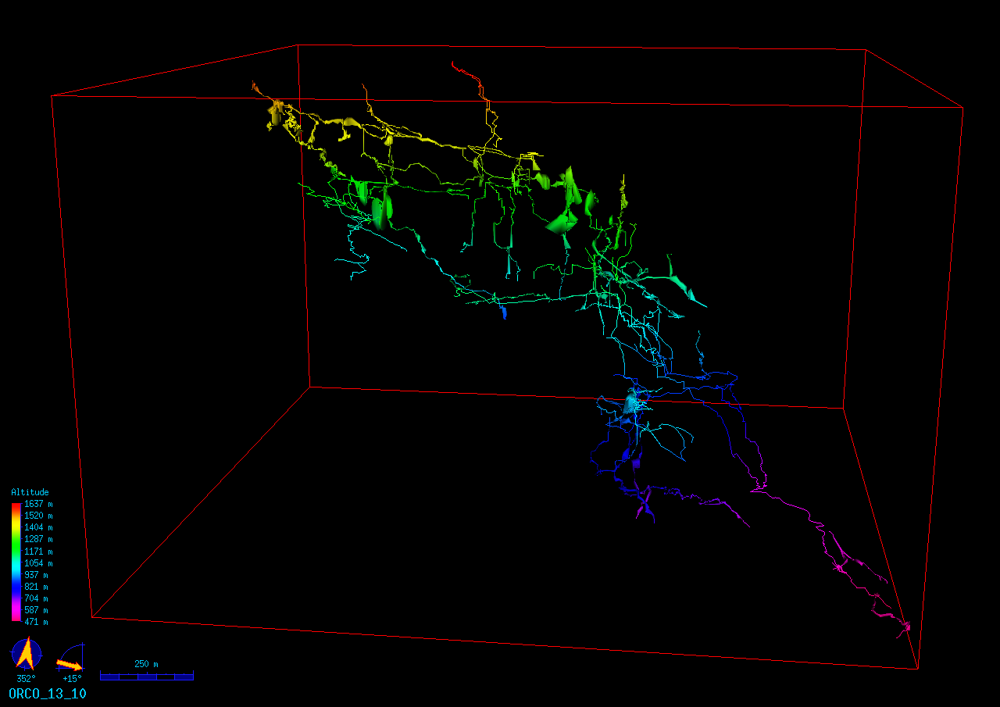 Altitude
1637 m
1520 m
1404 m
1287 m
1171 m
1054 m
937 m
821 m
704 m
587 m
471 m
250 m
352° +15°
ORCO_13_10